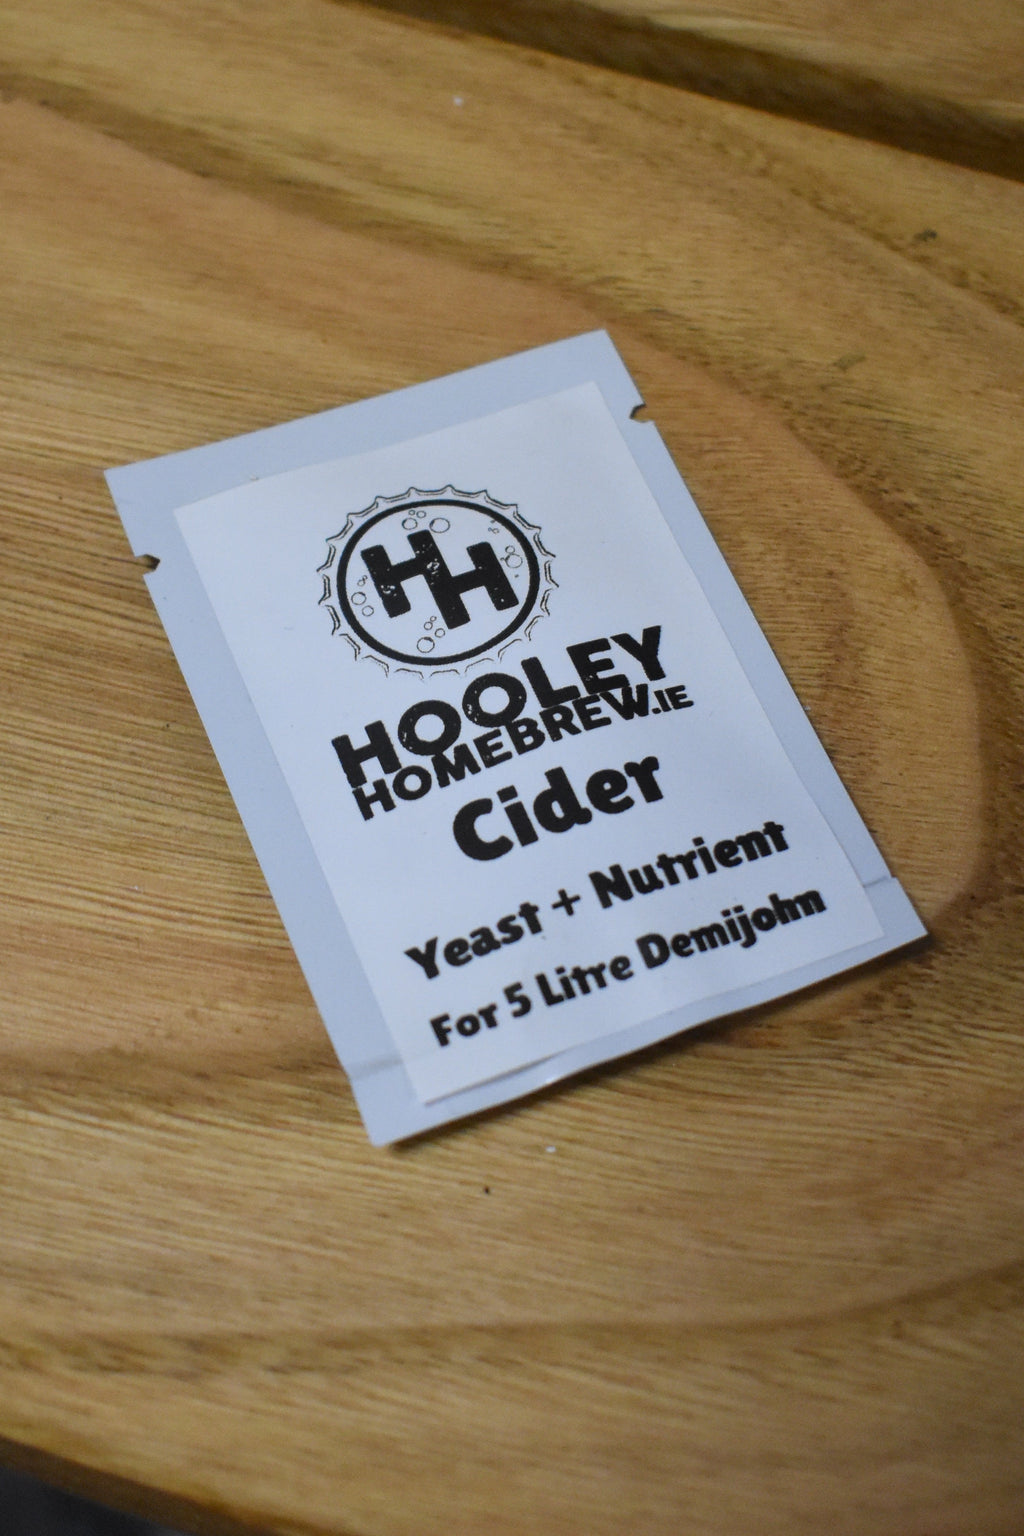 HH
HOOLEY
HOMEBREW.IE
Cider
Yeast + Nutrient
For 5 Litre Demijohn